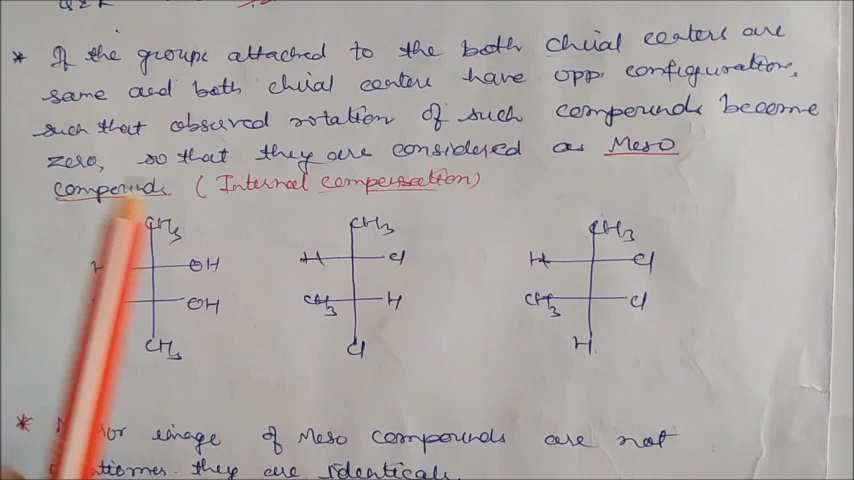 * If the groups attached to the both chiral centers are
same and both chiral centers have opp configuration,
such that observed rotation of such compounds become
zero, so that they are considered as Meso
compounds (Internal compensation)
CH3 CH3 CH3
H OH H Cl H Cl
OH CH3 H CH3 Cl
CH3 Cl H
* image of Meso compounds are not
they are identical.